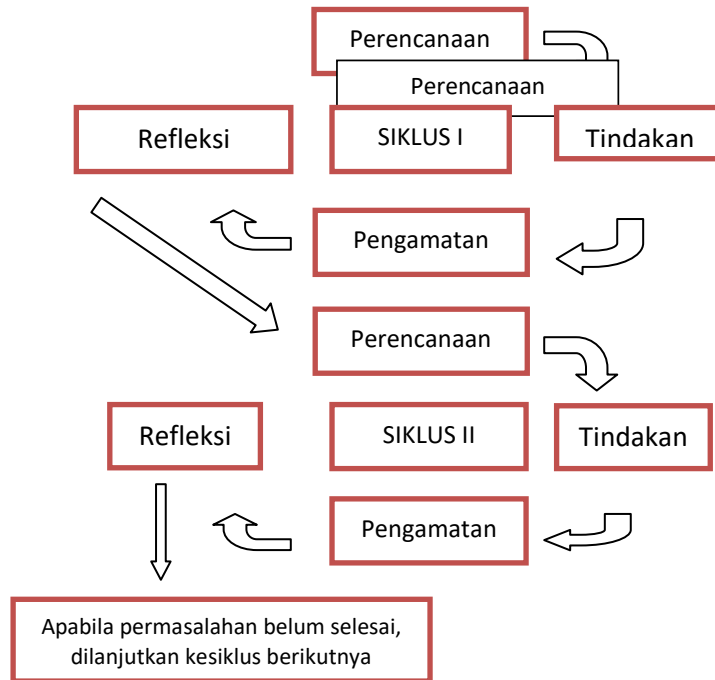 Perencanaan
Perencanaan
Refleksi
SIKLUS I
Tindakan
Pengamatan
Perencanaan
Refleksi
SIKLUS II
Tindakan
Pengamatan
Apabila permasalahan belum selesai,
dilanjutkan kesiklus berikutnya